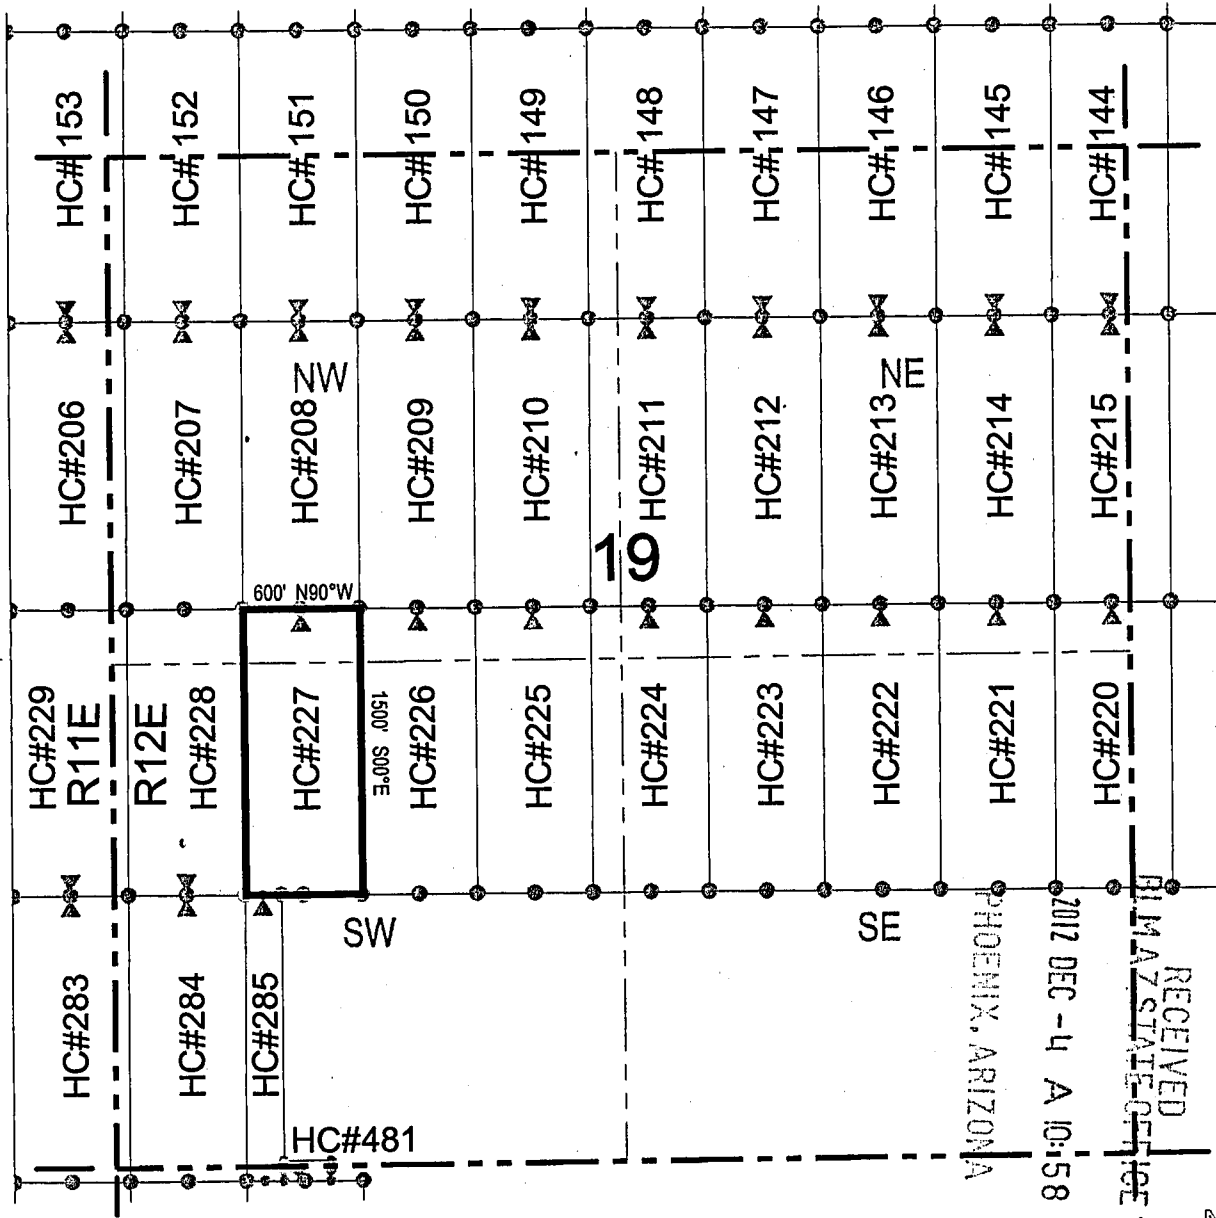 HC# 153
HC# 152
HC# 151
HC# 150
HC# 149
HC# 148
HC# 147
HC# 146
HC# 145
HC# 144
NW
NE
HC#206
HC#207
HC#208
HC#209
HC#210
HC#211
HC#212
HC#213
HC#214
HC#215
19
600' N90°W
HC#229
R11E
R12E
HC#228
HC#227
1500' S00°E
HC#226
HC#225
HC#224
HC#223
HC#222
HC#221
HC#220
SW
SE
HC#283
HC#284
HC#285
HC#481
RECEIVED
BLM AZ STATE OFFICE
2012 DEC -4 A 10:58
PHOENIX, ARIZONA